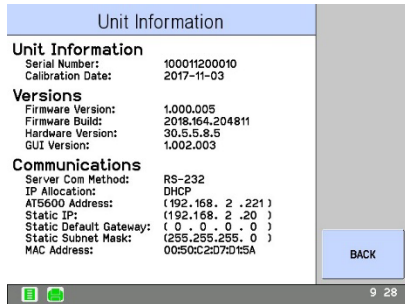 Unit Information
Unit Information
Serial Number: 100011200010
Calibration Date: 2017-11-03
Versions
Firmware Version: 1.000.005
Firmware Build: 2018.164.204811
Hardware Version: 30.5.5.8.5
GUI Version: 1.002.003
Communications
Server Com Method: RS-232
IP Allocation: DHCP
AT5600 Address: (192.168. 2 .221 )
Static IP: (192.168. 2 .20 )
Static Default Gateway: ( 0 . 0 . 0 . 0 )
Static Subnet Mask: (255.255.255. 0 )
MAC Address: 00:50:C2:D7:D1:5A
BACK
9 28